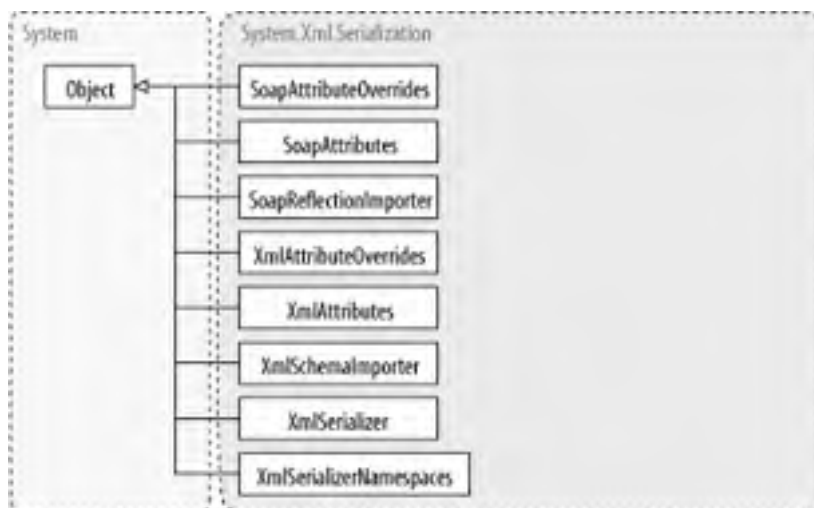 System
System.Xml.Serialization
Object
SoapAttributeOverrides
SoapAttributes
SoapReflectionImporter
XmlAttributeOverrides
XmlAttributes
XmlSchemaImporter
XmlSerializer
XmlSerializerNamespaces